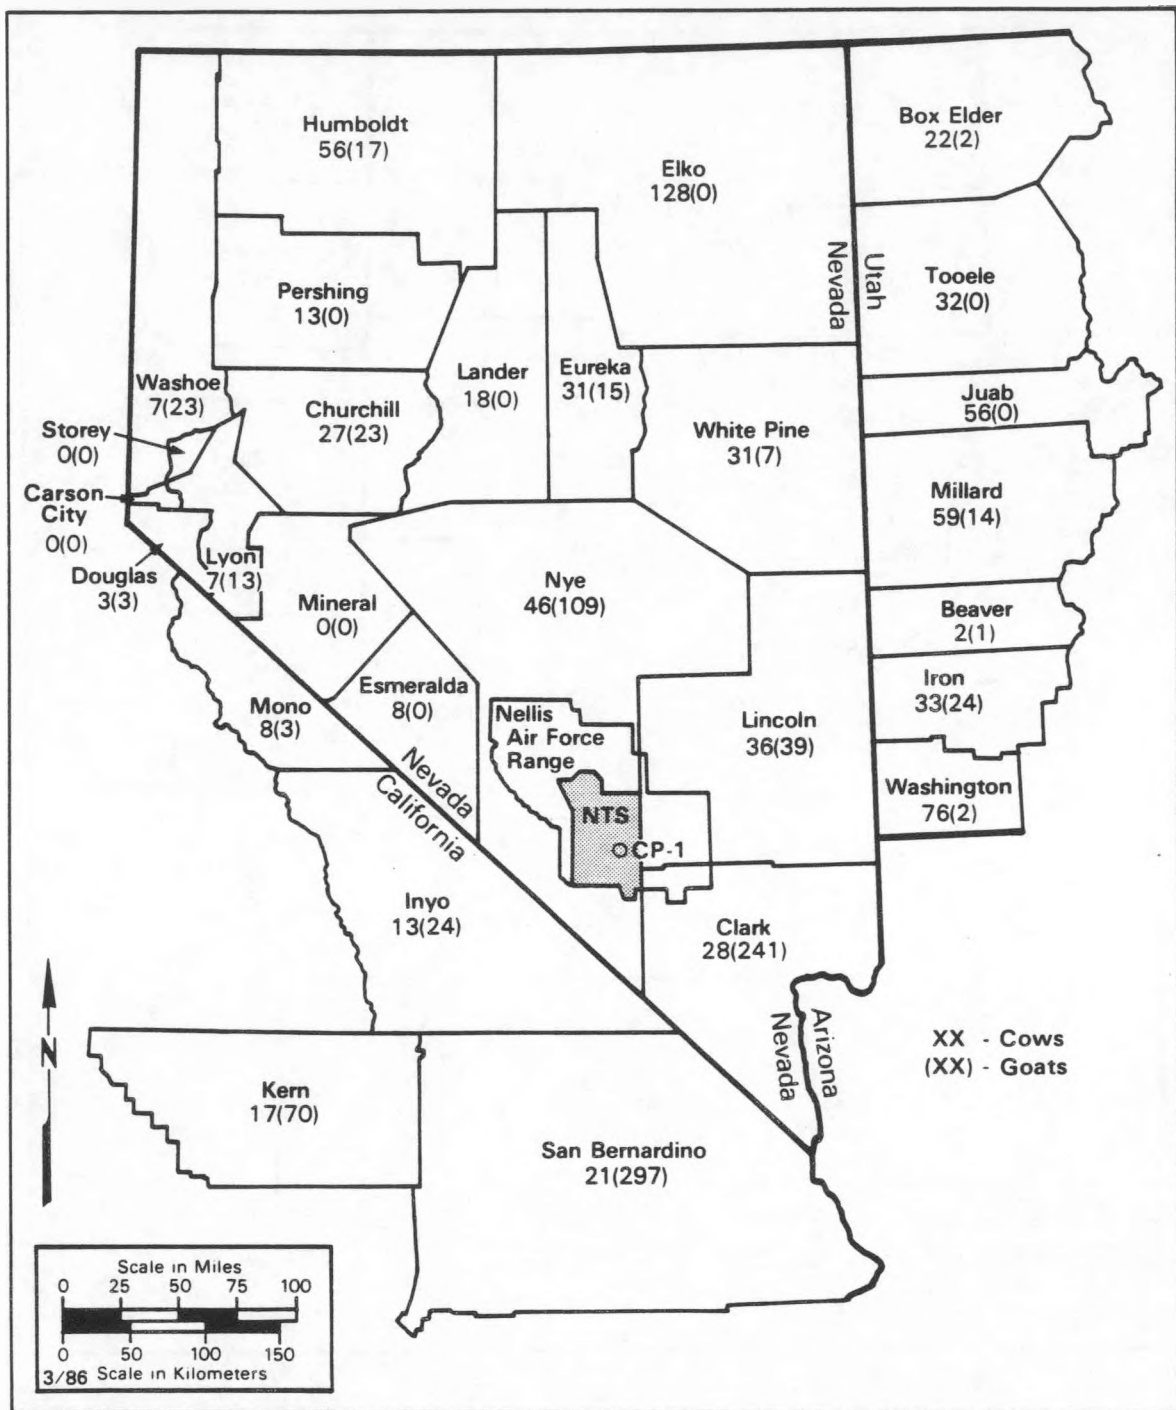 Humboldt
56(17)
Elko
128(0)
Box Elder
22(2)
Nevada
Utah
Tooele
32(0)
Pershing
13(0)
Washoe
7(23)
Churchill
27(23)
Lander
18(0)
Eureka
31(15)
White Pine
31(7)
Juab
56(0)
Storey
0(0)
Millard
59(14)
Carson
City
0(0)
Douglas
3(3)
Lyon
7(13)
Mineral
0(0)
Nye
46(109)
Beaver
2(1)
Iron
33(24)
Esmeralda
8(0)
Mono
8(3)
Nellis
Air Force
Range
Lincoln
36(39)
Washington
76(2)
Nevada
California
NTS
CP-1
Inyo
13(24)
Clark
28(241)
Nevada
Arizona
XX - Cows
(XX) - Goats
N
Kern
17(70)
San Bernardino
21(297)
Scale in Miles
0 25 50 75 100
0 50 100 150
3/86 Scale in Kilometers